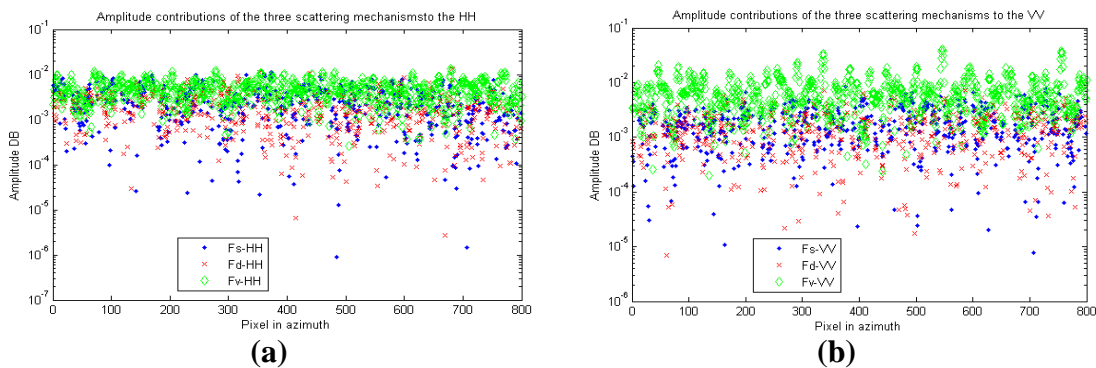 Amplitude contributions of the three scattering mechanismsto the HH
Amplitude DB
10^-1
10^-2
10^-3
10^-4
10^-5
10^-6
10^-7
Fs-HH
Fd-HH
Fv-HH
0 100 200 300 400 500 600 700 800
Pixel in azimuth
(a)
Amplitude contributions of the three scattering mechanisms to the VV
Amplitude DB
10^-1
10^-2
10^-3
10^-4
10^-5
10^-6
Fs-VV
Fd-VV
Fv-VV
0 100 200 300 400 500 600 700 800
Pixel in azimuth
(b)